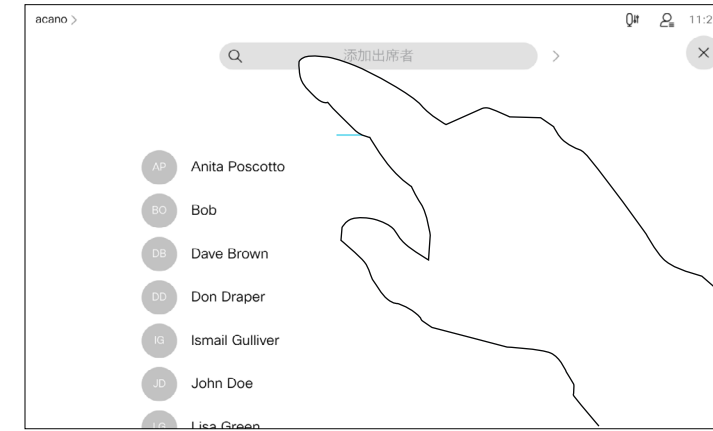 acano >
11:2
添加出席者
AP Anita Poscotto
BO Bob
DB Dave Brown
DD Don Draper
IG Ismail Gulliver
JD John Doe
LG Lisa Green